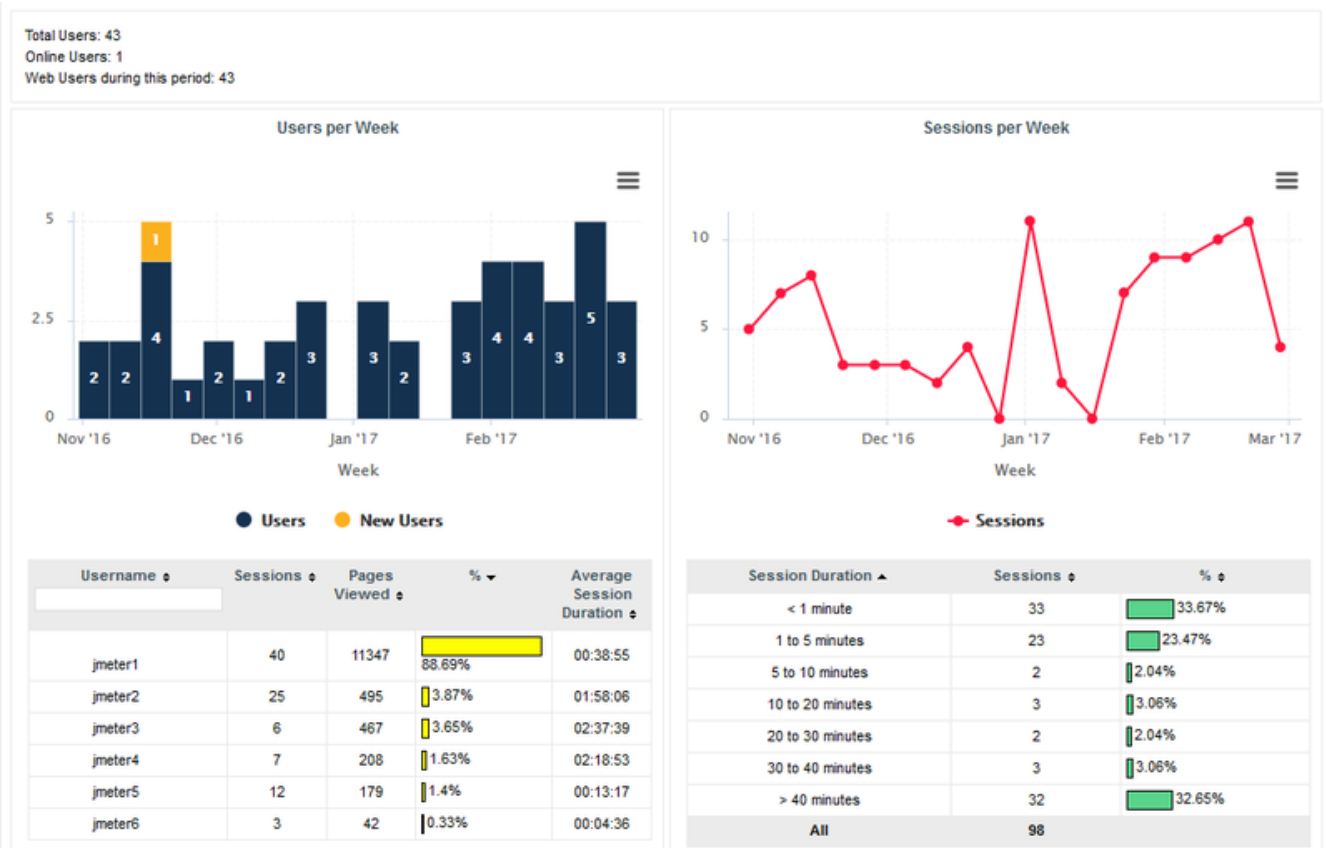 Total Users: 43
Online Users: 1
Web Users during this period: 43
Users per Week
5
2.5
0
2
2
4
1
1
2
1
2
3
3
2
3
4
4
3
5
3
Nov '16
Dec '16
Jan '17
Feb '17
Week
Users
New Users
Username Sessions Pages Viewed % Average Session Duration
jmeter1 40 11347 88.69% 00:38:55
jmeter2 25 495 3.87% 01:58:06
jmeter3 6 467 3.65% 02:37:39
jmeter4 7 208 1.63% 02:18:53
jmeter5 12 179 1.4% 00:13:17
jmeter6 3 42 0.33% 00:04:36
Sessions per Week
10
5
0
Nov '16
Dec '16
Jan '17
Feb '17
Mar '17
Week
Sessions
Session Duration Sessions %
< 1 minute 33 33.67%
1 to 5 minutes 23 23.47%
5 to 10 minutes 2 2.04%
10 to 20 minutes 3 3.06%
20 to 30 minutes 2 2.04%
30 to 40 minutes 3 3.06%
> 40 minutes 32 32.65%
All 98